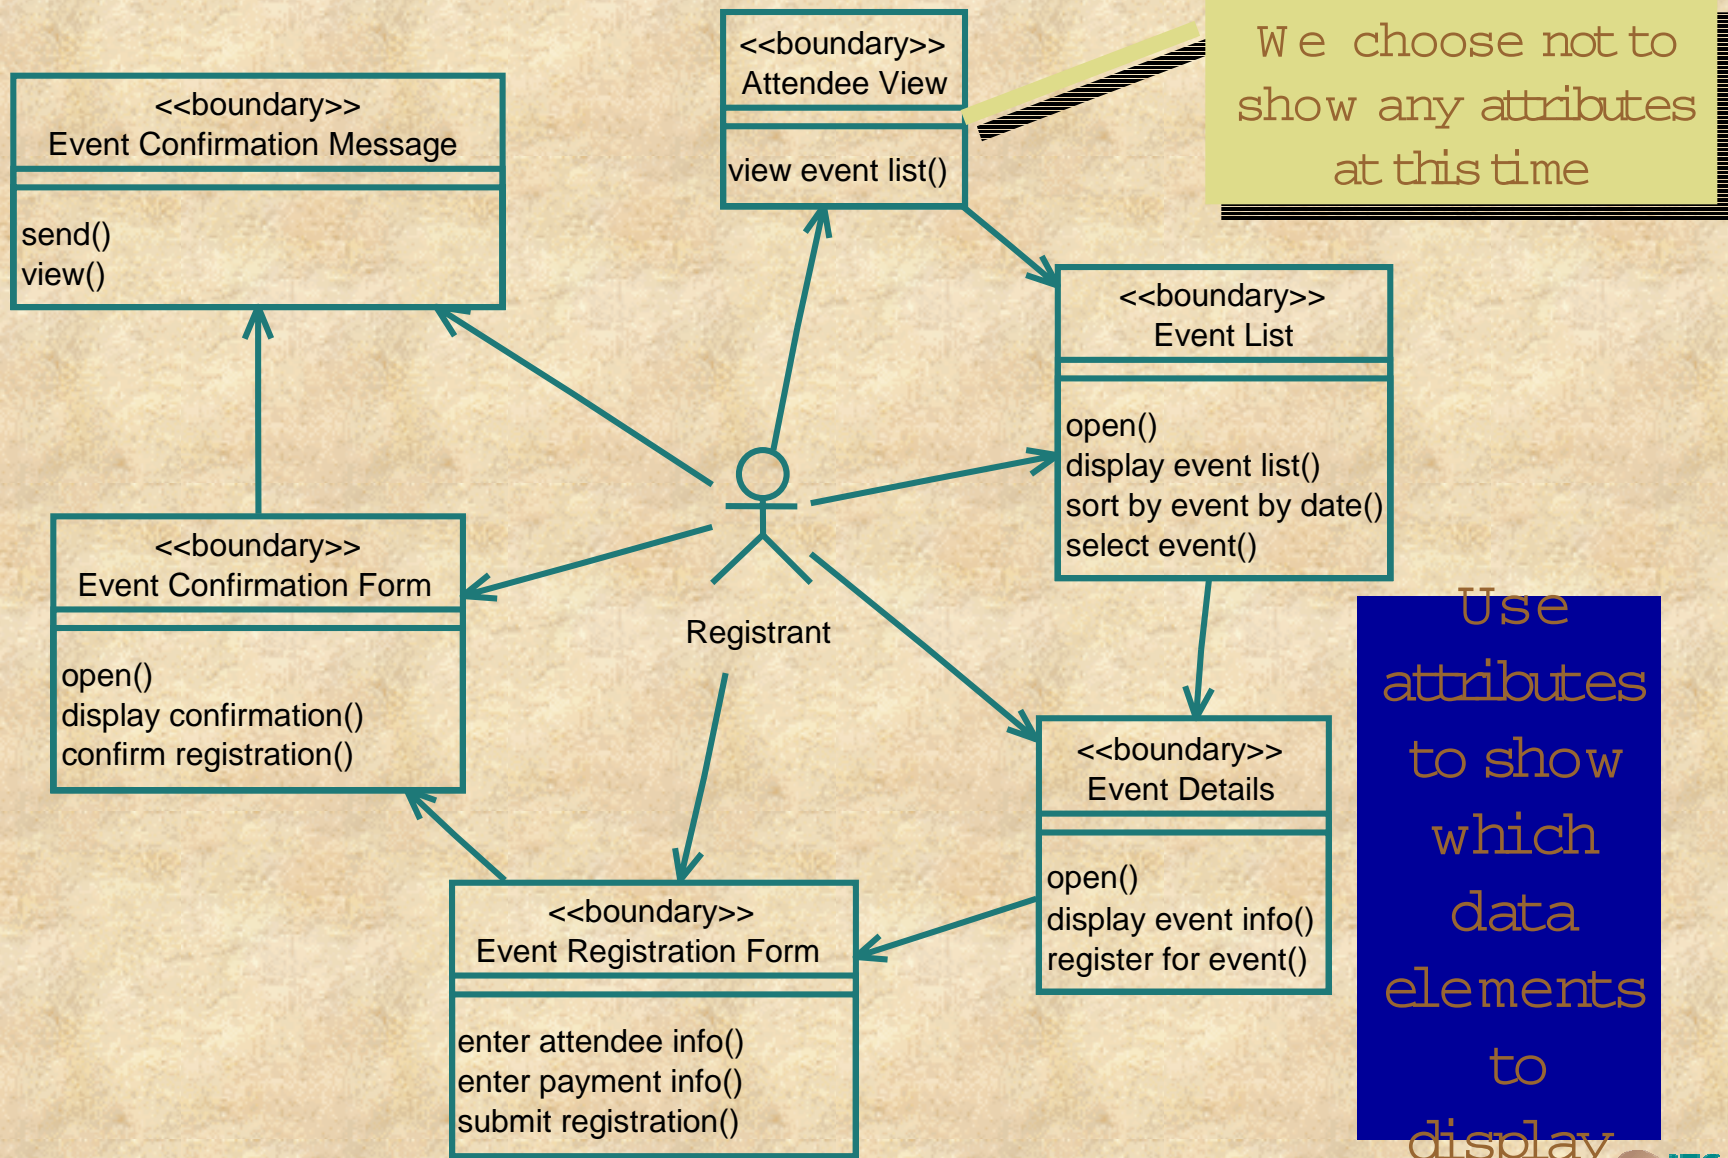 <<boundary>>
Attendee View
view event list()
We choose not to
show any attributes
at this time
<<boundary>>
Event Confirmation Message
send()
view()
<<boundary>>
Event List
open()
display event list()
sort by event by date()
select event()
Registrant
<<boundary>>
Event Confirmation Form
open()
display confirmation()
confirm registration()
Use
attributes
to show
which
data
elements
to
display
<<boundary>>
Event Details
open()
display event info()
register for event()
<<boundary>>
Event Registration Form
enter attendee info()
enter payment info()
submit registration()